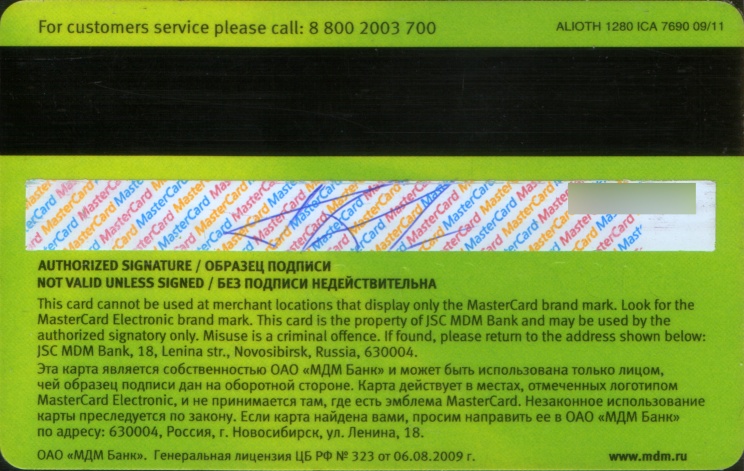 For customers service please call: 8 800 2003 700
ALIOTH 1280 ICA 7690 09/11
AUTHORIZED SIGNATURE / ОБРАЗЕЦ ПОДПИСИ
NOT VALID UNLESS SIGNED / БЕЗ ПОДПИСИ НЕДЕЙСТВИТЕЛЬНА
This card cannot be used at merchant locations that display only the MasterCard brand mark. Look for the
MasterCard Electronic brand mark. This card is the property of JSC MDM Bank and may be used by the
authorized signatory only. Misuse is a criminal offence. If found, please return to the address shown below:
JSC MDM Bank, 18, Lenina str., Novosibirsk, Russia, 630004.
Эта карта является собственностью ОАО «МДМ Банк» и может быть использована только лицом,
чей образец подписи дан на оборотной стороне. Карта действует в местах, отмеченных логотипом
MasterCard Electronic, и не принимается там, где есть эмблема MasterCard. Незаконное использование
карты преследуется по закону. Если карта найдена вами, просим направить ее в ОАО «МДМ Банк»
по адресу: 630004, Россия, г. Новосибирск, ул. Ленина, 18.
ОАО «МДМ Банк». Генеральная лицензия ЦБ РФ № 323 от 06.08.2009 г.
www.mdm.ru